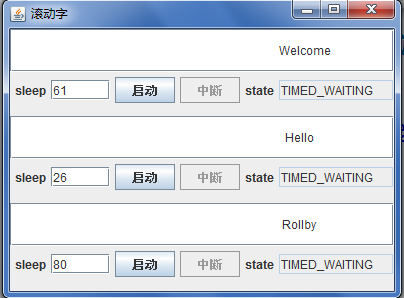 滚动字
Welcome
sleep 61 启动 中断 state TIMED_WAITING
Hello
sleep 26 启动 中断 state TIMED_WAITING
Rollby
sleep 80 启动 中断 state TIMED_WAITING